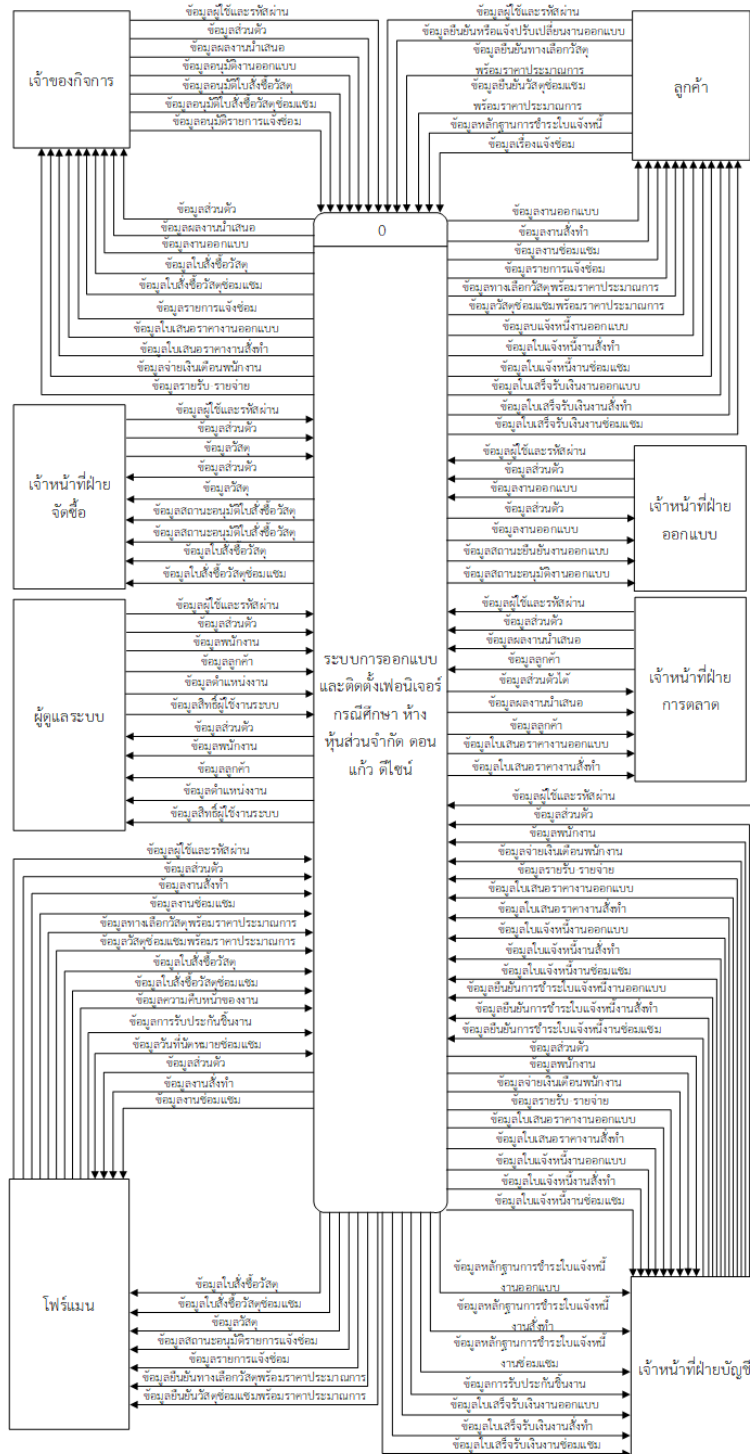 ข้อมูลผู้ใช้และรหัสผ่าน
ข้อมูลส่วนตัว
ข้อมูลผลงานนำเสนอ
ข้อมูลอนุมัติงานออกแบบ
ข้อมูลอนุมัติใบสั่งซื้อวัสดุ
ข้อมูลอนุมัติใบสั่งซื้อวัสดุซ่อมแซม
ข้อมูลอนุมัติรายการแจ้งซ่อม
เจ้าของกิจการ
ข้อมูลผู้ใช้และรหัสผ่าน
ข้อมูลยืนยันหรือแจ้งปรับเปลี่ยนงานออกแบบ
ข้อมูลยืนยันทางเลือกวัสดุ
พร้อมราคาประมาณการ
ข้อมูลยืนยันวัสดุซ่อมแซม
พร้อมราคาประมาณการ
ข้อมูลหลักฐานการชำระใบแจ้งหนี้
ข้อมูลเรื่องแจ้งซ่อม
ลูกค้า
ข้อมูลส่วนตัว
ข้อมูลผลงานนำเสนอ
ข้อมูลงานออกแบบ
ข้อมูลใบสั่งซื้อวัสดุ
ข้อมูลใบสั่งซื้อวัสดุซ่อมแซม
ข้อมูลรายการแจ้งซ่อม
ข้อมูลใบเสนอราคางานออกแบบ
ข้อมูลใบเสนอราคางานสั่งทำ
ข้อมูลจ่ายเงินเดือนพนักงาน
ข้อมูลรายรับ รายจ่าย
0
ข้อมูลงานออกแบบ
ข้อมูลงานสั่งทำ
ข้อมูลงานซ่อมแซม
ข้อมูลรายการแจ้งซ่อม
ข้อมูลทางเลือกวัสดุพร้อมราคาประมาณการ
ข้อมูลวัสดุซ่อมแซมพร้อมราคาประมาณการ
ข้อมูลบแจ้งหนี้งานออกแบบ
ข้อมูลใบแจ้งหนี้งานสั่งทำ
ข้อมูลใบแจ้งหนี้งานซ่อมแซม
ข้อมูลใบเสร็จรับเงินงานออกแบบ
ข้อมูลใบเสร็จรับเงินงานสั่งทำ
ข้อมูลใบเสร็จรับเงินงานซ่อมแซม
เจ้าหน้าที่ฝ่าย
จัดซื้อ
ข้อมูลผู้ใช้และรหัสผ่าน
ข้อมูลส่วนตัว
ข้อมูลวัสดุ
ข้อมูลส่วนตัว
ข้อมูลวัสดุ
ข้อมูลสถานะอนุมัติใบสั่งซื้อวัสดุ
ข้อมูลสถานะอนุมัติใบสั่งซื้อวัสดุ
ข้อมูลใบสั่งซื้อวัสดุ
ข้อมูลใบสั่งซื้อวัสดุซ่อมแซม
ข้อมูลผู้ใช้และรหัสผ่าน
ข้อมูลส่วนตัว
ข้อมูลงานออกแบบ
ข้อมูลส่วนตัว
ข้อมูลงานออกแบบ
ข้อมูลสถานะยืนยันงานออกแบบ
ข้อมูลสถานะอนุมัติงานออกแบบ
เจ้าหน้าที่ฝ่าย
ออกแบบ
ผู้ดูแลระบบ
ข้อมูลผู้ใช้และรหัสผ่าน
ข้อมูลส่วนตัว
ข้อมูลพนักงาน
ข้อมูลลูกค้า
ข้อมูลตำแหน่งงาน
ข้อมูลสิทธิ์ผู้ใช้งานระบบ
ข้อมูลส่วนตัว
ข้อมูลพนักงาน
ข้อมูลลูกค้า
ข้อมูลตำแหน่งงาน
ข้อมูลสิทธิ์ผู้ใช้งานระบบ
ระบบการออกแบบ
และติดตั้งเฟอนิเจอร์
กรณีศึกษา ห้าง
หุ้นส่วนจำกัด ดอน
แก้ว ดีไซน์
ข้อมูลผู้ใช้และรหัสผ่าน
ข้อมูลส่วนตัว
ข้อมูลผลงานนำเสนอ
ข้อมูลลูกค้า
ข้อมูลส่วนตัวได้
ข้อมูลผลงานนำเสนอ
ข้อมูลลูกค้า
ข้อมูลใบเสนอราคางานออกแบบ
ข้อมูลใบเสนอราคางานสั่งทำ
เจ้าหน้าที่ฝ่าย
การตลาด
ข้อมูลผู้ใช้และรหัสผ่าน
ข้อมูลส่วนตัว
ข้อมูลงานสั่งทำ
ข้อมูลงานซ่อมแซม
ข้อมูลทางเลือกวัสดุพร้อมราคาประมาณการ
ข้อมูลวัสดุซ่อมแซมพร้อมราคาประมาณการ
ข้อมูลใบสั่งซื้อวัสดุ
ข้อมูลใบสั่งซื้อวัสดุซ่อมแซม
ข้อมูลความคืบหน้าของงาน
ข้อมูลการรับประกันชิ้นงาน
ข้อมูลวันที่นัดหมายซ่อมแซม
ข้อมูลส่วนตัว
ข้อมูลงานสั่งทำ
ข้อมูลงานซ่อมแซม
ข้อมูลผู้ใช้และรหัสผ่าน
ข้อมูลส่วนตัว
ข้อมูลพนักงาน
ข้อมูลจ่ายเงินเดือนพนักงาน
ข้อมูลรายรับ รายจ่าย
ข้อมูลใบเสนอราคางานออกแบบ
ข้อมูลใบเสนอราคางานสั่งทำ
ข้อมูลใบแจ้งหนี้งานออกแบบ
ข้อมูลใบแจ้งหนี้งานสั่งทำ
ข้อมูลใบแจ้งหนี้งานซ่อมแซม
ข้อมูลยืนยันการชำระใบแจ้งหนี้งานออกแบบ
ข้อมูลยืนยันการชำระใบแจ้งหนี้งานสั่งทำ
ข้อมูลยืนยันการชำระใบแจ้งหนี้งานซ่อมแซม
ข้อมูลส่วนตัว
ข้อมูลพนักงาน
ข้อมูลจ่ายเงินเดือนพนักงาน
ข้อมูลรายรับ รายจ่าย
ข้อมูลใบเสนอราคางานออกแบบ
ข้อมูลใบเสนอราคางานสั่งทำ
ข้อมูลใบแจ้งหนี้งานออกแบบ
ข้อมูลใบแจ้งหนี้งานสั่งทำ
ข้อมูลใบแจ้งหนี้งานซ่อมแซม
โฟร์แมน
ข้อมูลใบสั่งซื้อวัสดุ
ข้อมูลใบสั่งซื้อวัสดุซ่อมแซม
ข้อมูลวัสดุ
ข้อมูลสถานะอนุมัติรายการแจ้งซ่อม
ข้อมูลรายการแจ้งซ่อม
ข้อมูลยืนยันทางเลือกวัสดุพร้อมราคาประมาณการ
ข้อมูลยืนยันวัสดุซ่อมแซมพร้อมราคาประมาณการ
ข้อมูลหลักฐานการชำระใบแจ้งหนี้
งานออกแบบ
ข้อมูลหลักฐานการชำระใบแจ้งหนี้
งานสั่งทำ
ข้อมูลหลักฐานการชำระใบแจ้งหนี้
งานซ่อมแซม
ข้อมูลการรับประกันชิ้นงาน
ข้อมูลใบเสร็จรับเงินงานออกแบบ
ข้อมูลใบเสร็จรับเงินงานสั่งทำ
ข้อมูลใบเสร็จรับเงินงานซ่อมแซม
เจ้าหน้าที่ฝ่ายบัญชี